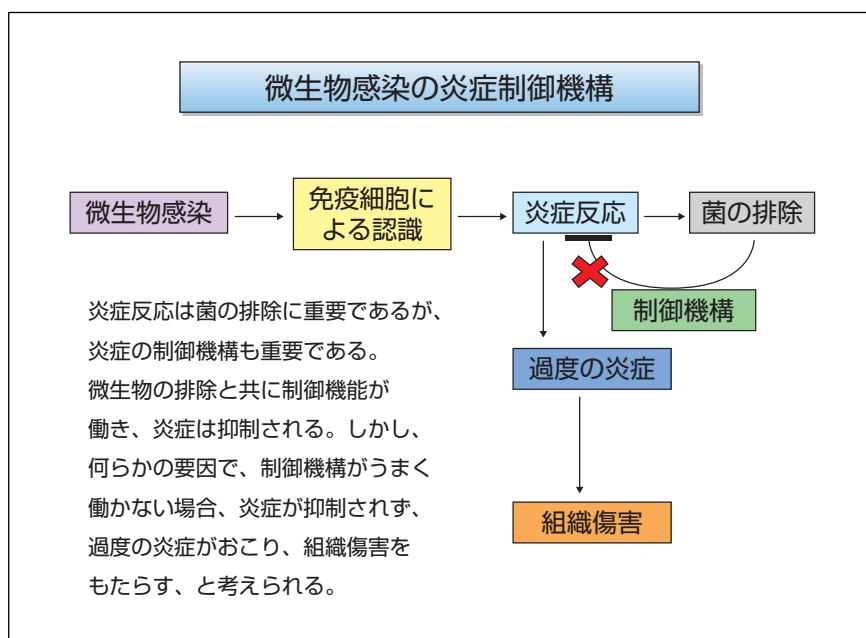 微生物感染の炎症制御機構
微生物感染
免疫細胞に
よる認識
炎症反応
菌の排除
制御機構
過度の炎症
組織傷害
炎症反応は菌の排除に重要であるが、
炎症の制御機構も重要である。
微生物の排除と共に制御機能が
働き、炎症は抑制される。しかし、
何らかの要因で、制御機構がうまく
働かない場合、炎症が抑制されず、
過度の炎症がおこり、組織傷害を
もたらす、と考えられる。